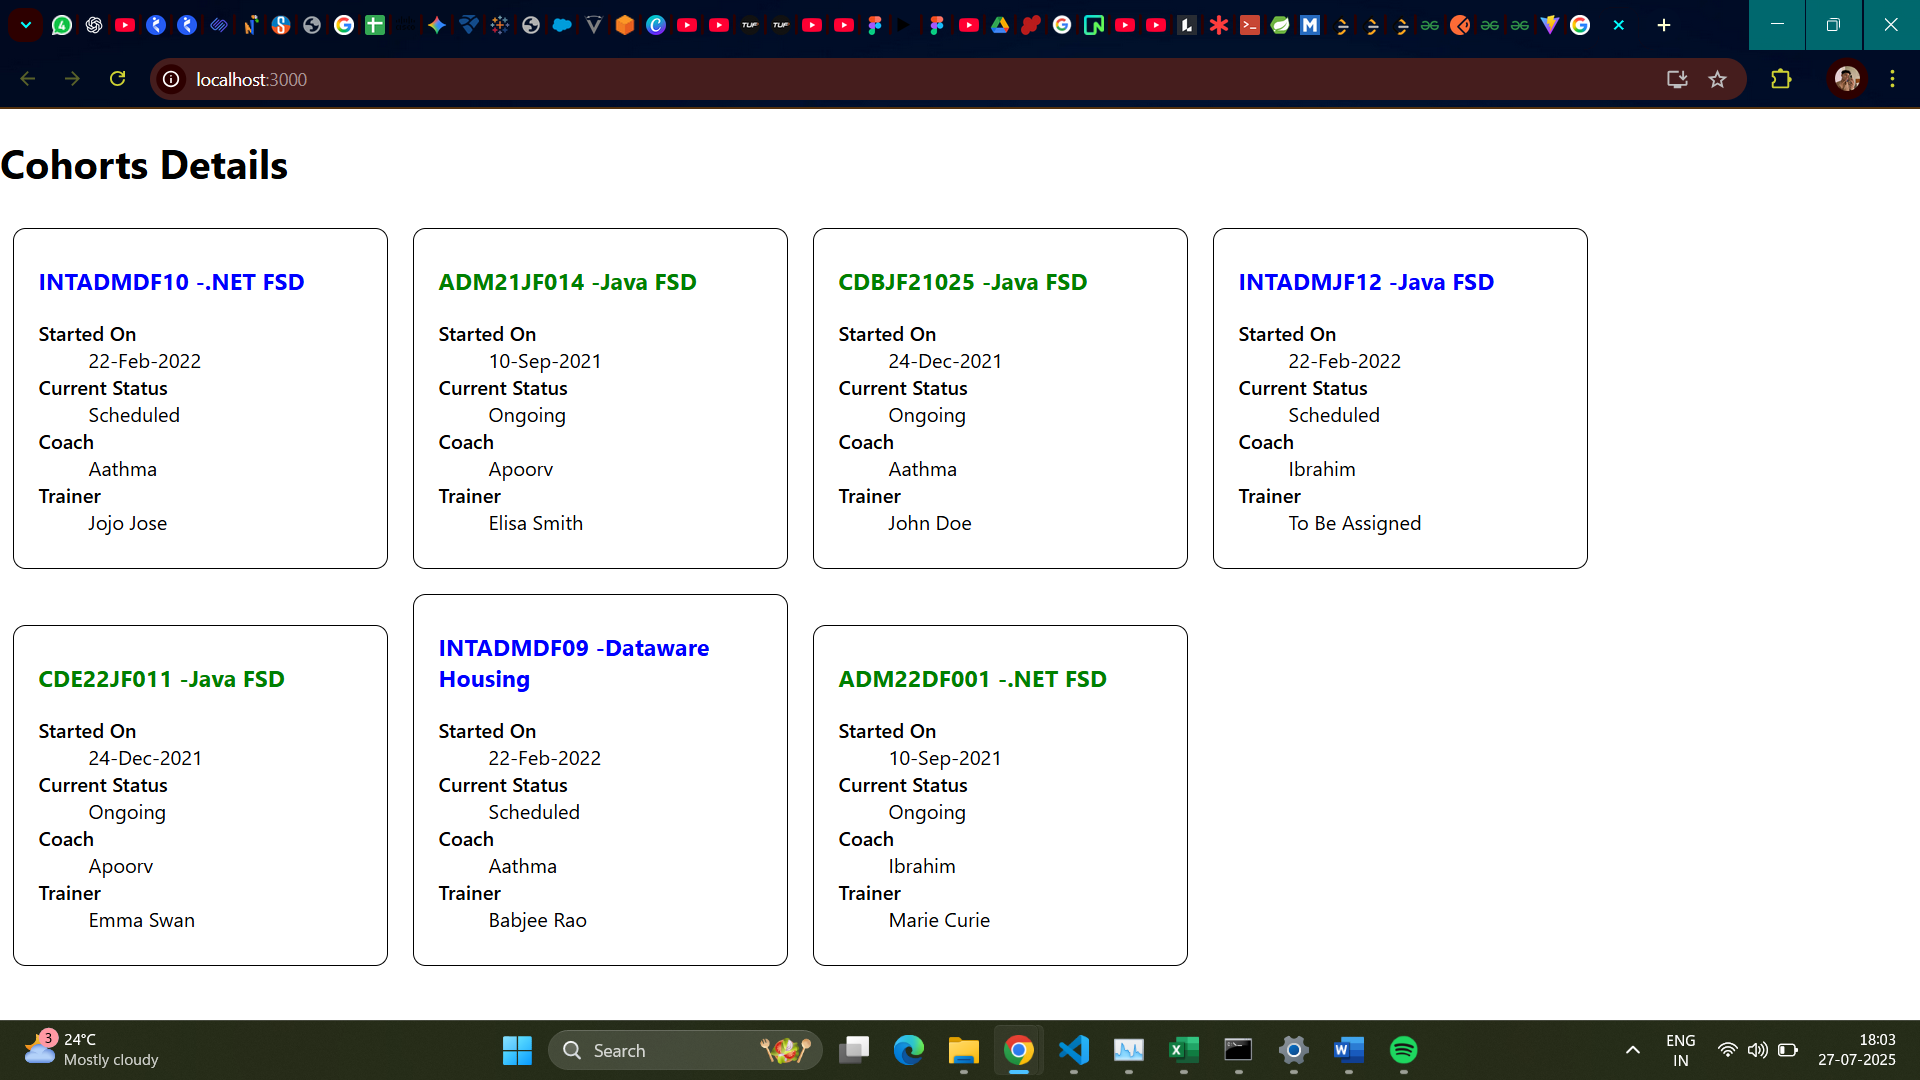 localhost:3000
Cohorts Details
INTADMDF10 -.NET FSD
Started On
22-Feb-2022
Current Status
Scheduled
Coach
Aathma
Trainer
Jojo Jose
ADM21JF014 -Java FSD
Started On
10-Sep-2021
Current Status
Ongoing
Coach
Apoorv
Trainer
Elisa Smith
CDBJF21025 -Java FSD
Started On
24-Dec-2021
Current Status
Ongoing
Coach
Aathma
Trainer
John Doe
INTADMJF12 -Java FSD
Started On
22-Feb-2022
Current Status
Scheduled
Coach
Ibrahim
Trainer
To Be Assigned
CDE22JF011 -Java FSD
Started On
24-Dec-2021
Current Status
Ongoing
Coach
Apoorv
Trainer
Emma Swan
INTADMDF09 -Dataware
Housing
Started On
22-Feb-2022
Current Status
Scheduled
Coach
Aathma
Trainer
Babjee Rao
ADM22DF001 -.NET FSD
Started On
10-Sep-2021
Current Status
Ongoing
Coach
Ibrahim
Trainer
Marie Curie
3
24°C
Mostly cloudy
Search
ENG
IN
18:03
27-07-2025